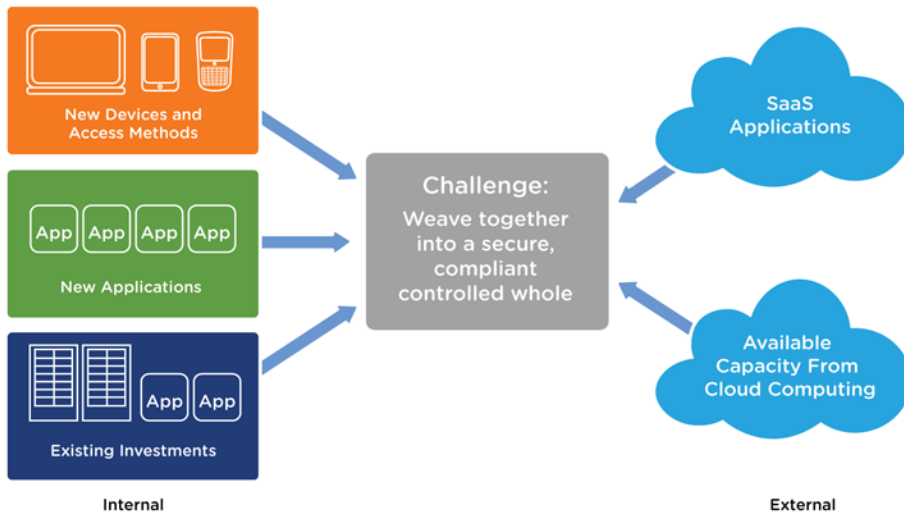 New Devices and
Access Methods
App App App App
New Applications
App App
Existing Investments
Internal
Challenge:
Weave together
into a secure,
compliant
controlled whole
SaaS
Applications
Available
Capacity From
Cloud Computing
External